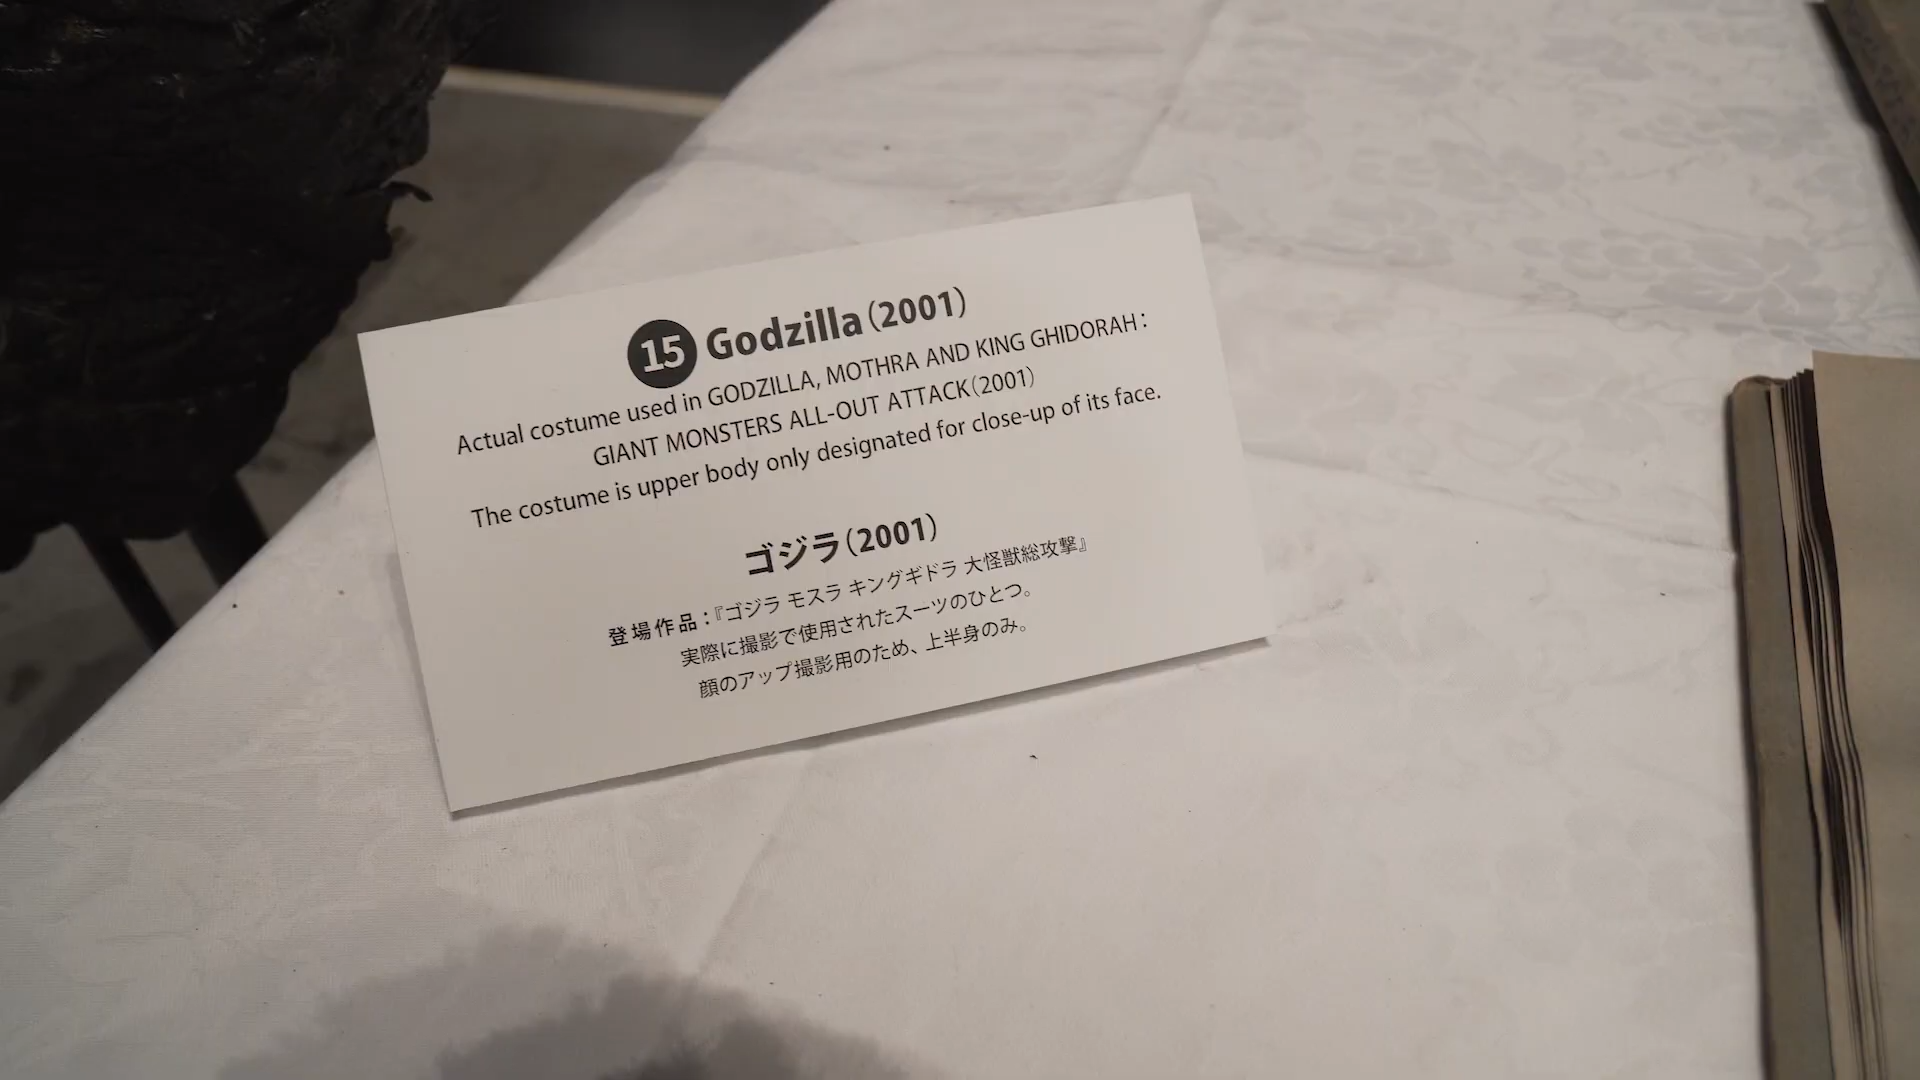 15 Godzilla(2001)
Actual costume used in GODZILLA, MOTHRA AND KING GHIDORAH:
GIANT MONSTERS ALL-OUT ATTACK(2001)
The costume is upper body only designated for close-up of its face.
ゴジラ(2001)
登場作品:『ゴジラ モスラ キングギドラ 大怪獣総攻撃』
実際に撮影で使用されたスーツのひとつ。
顔のアップ撮影用のため、上半身のみ。